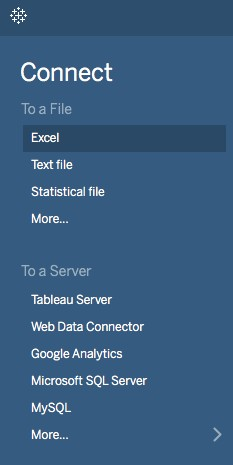 Connect
To a File
Excel
Text file
Statistical file
More...
To a Server
Tableau Server
Web Data Connector
Google Analytics
Microsoft SQL Server
MySQL
More...